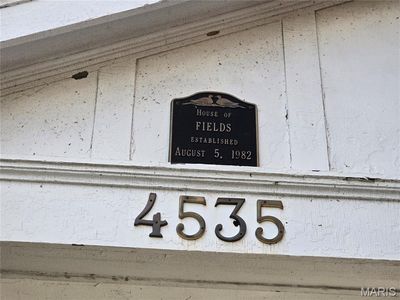 House of
FIELDS
ESTABLISHED
August 5, 1982
4535
MARIS